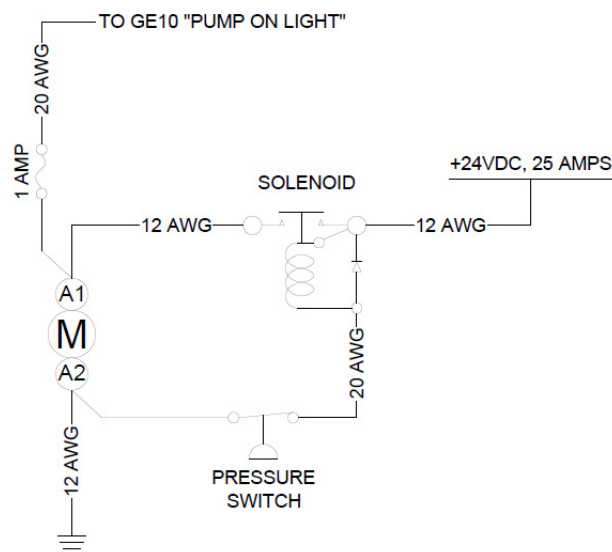 TO GE10 "PUMP ON LIGHT"
20 AWG
1 AMP
+24VDC, 25 AMPS
SOLENOID
12 AWG
12 AWG
A1
M
A2
20 AWG
12 AWG
PRESSURE
SWITCH